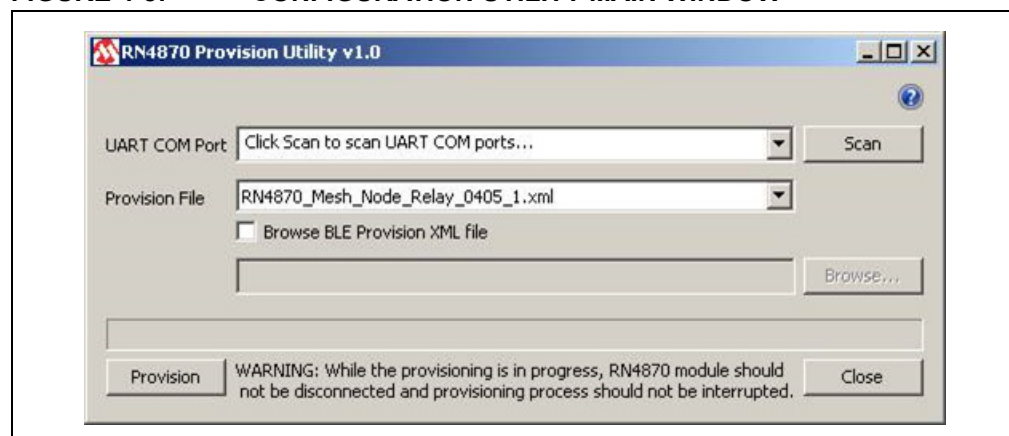 RN4870 Provision Utility v1.0
?
UART COM Port Click Scan to scan UART COM ports... Scan
Provision File RN4870_Mesh_Node_Relay_0405_1.xml
Browse BLE Provision XML file
Browse...
Provision WARNING: While the provisioning is in progress, RN4870 module should Close
not be disconnected and provisioning process should not be interrupted.